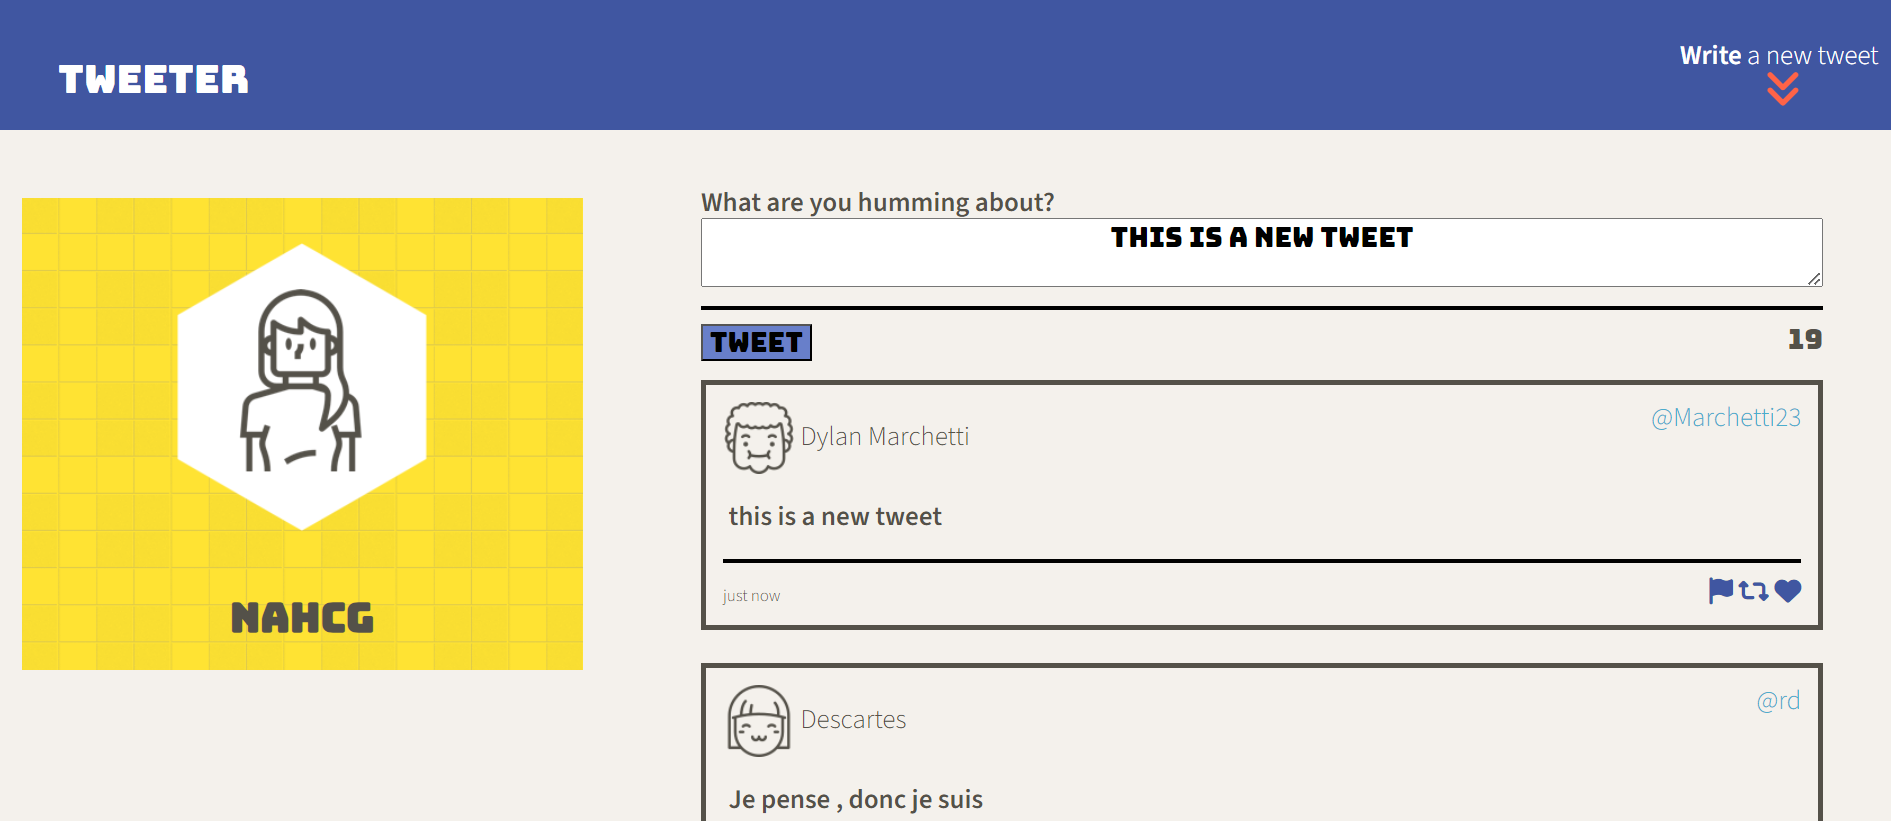 TWEETER
Write a new tweet
NAHCG
What are you humming about?
THIS IS A NEW TWEET
TWEET
19
Dylan Marchetti
@Marchetti23
this is a new tweet
just now
Descartes
@rd
Je pense , donc je suis